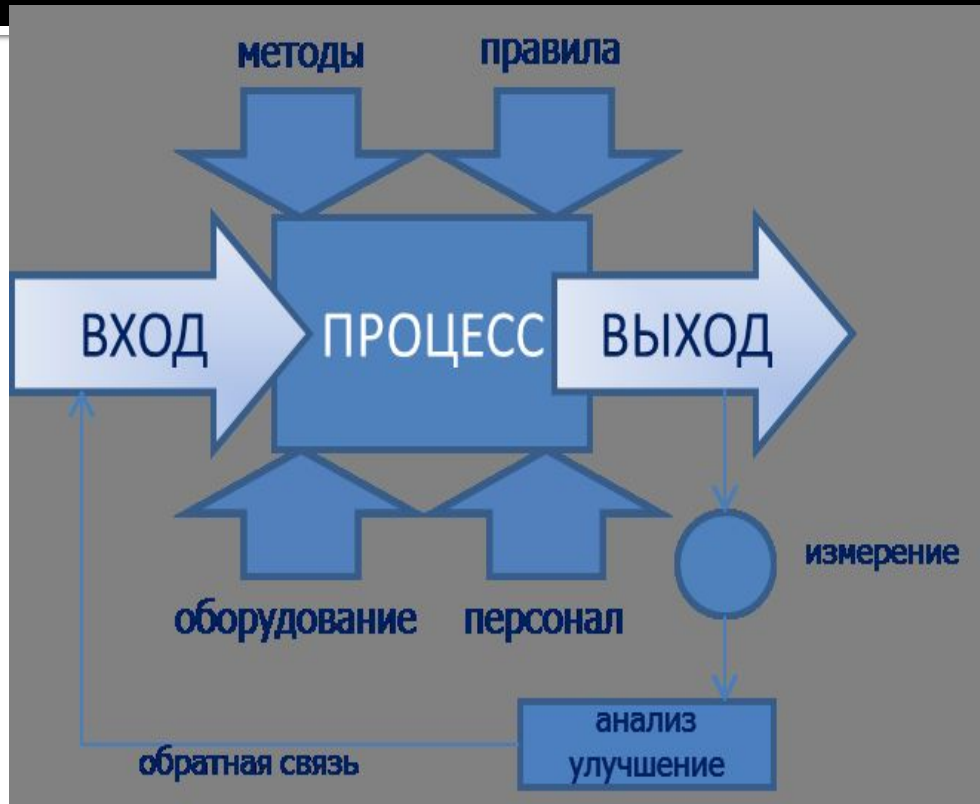 методы
правила
ВХОД
ПРОЦЕСС
ВЫХОД
оборудование
персонал
измерение
анализ
улучшение
обратная связь